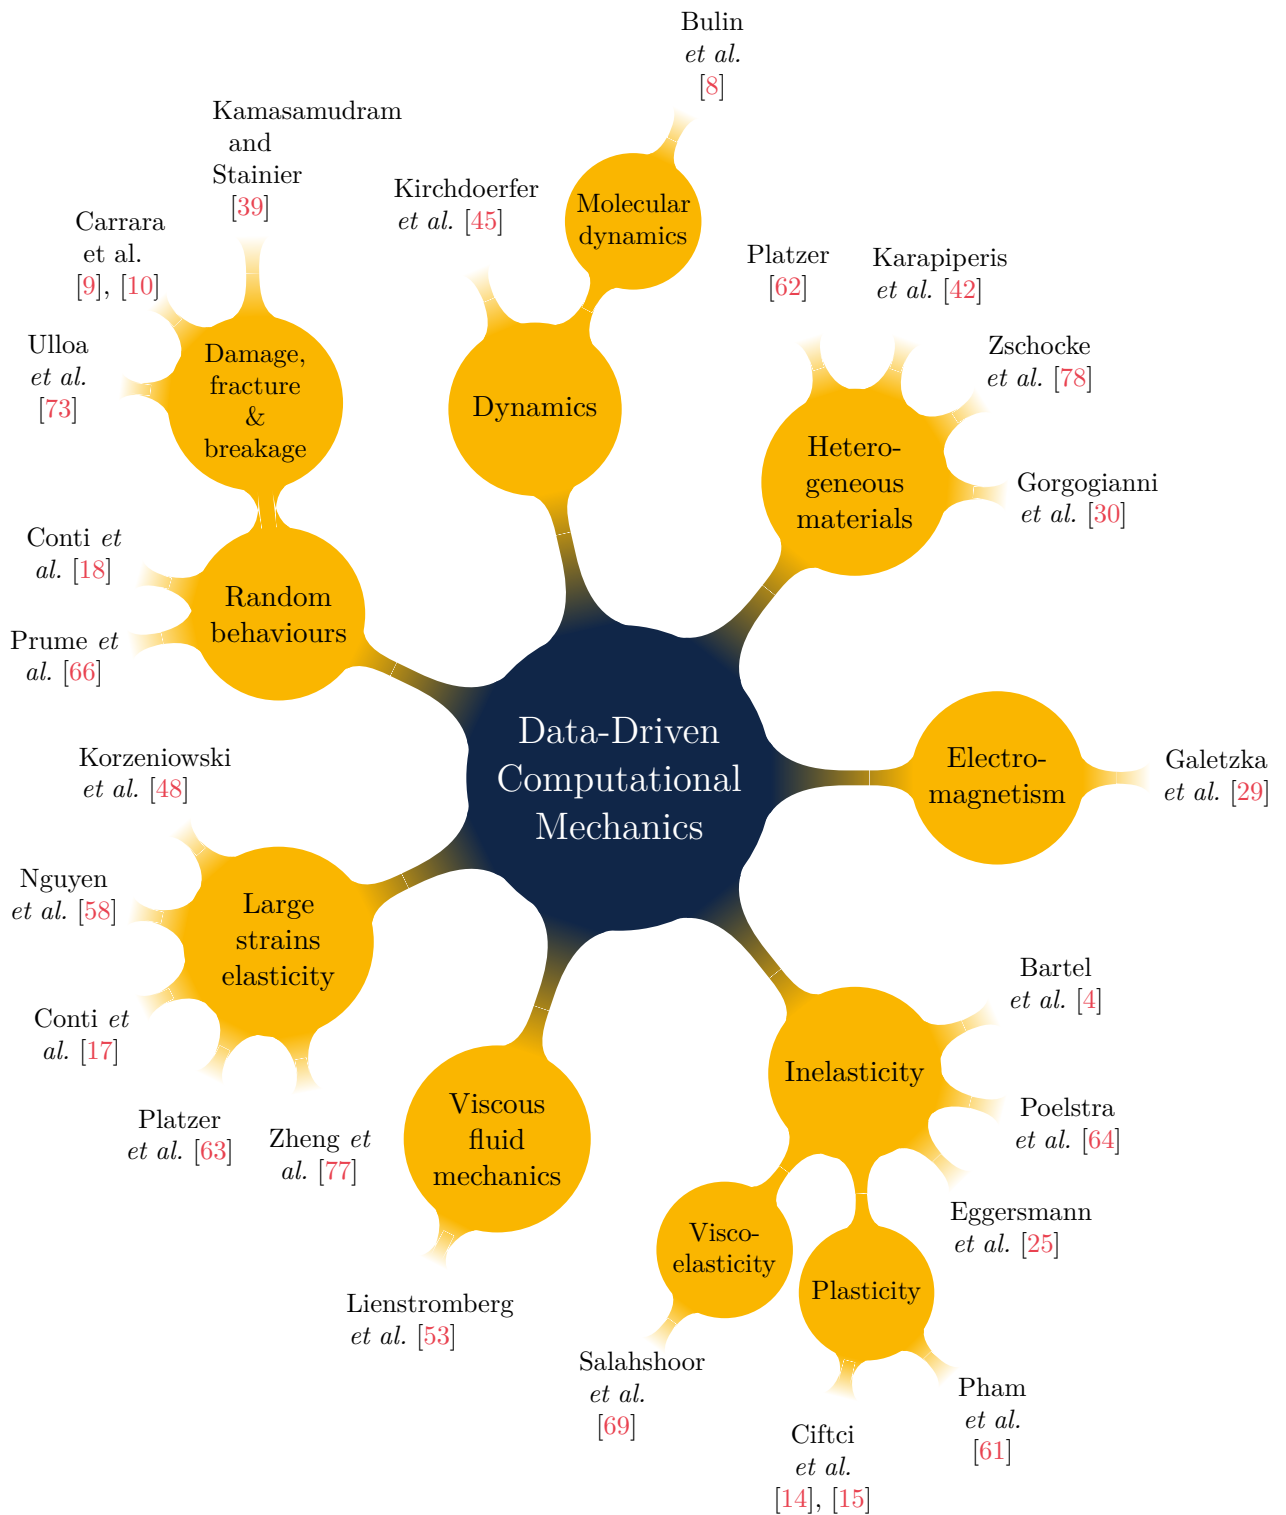 Bulin
et al.
[8]
Kamasamudram
and
Stainier
[39]
Kirchdoerfer
et al. [45]
Molecular
dynamics
Carrara
et al.
[9], [10]
Platzer
[62]
Karapiperis
et al. [42]
Ulloa
et al.
[73]
Damage,
fracture
&
breakage
Dynamics
Zschocke
et al. [78]
Hetero-
geneous
materials
Gorgogianni
et al. [30]
Conti et
al. [18]
Random
behaviours
Prume et
al. [66]
Data-Driven
Computational
Mechanics
Electro-
magnetism
Galetzka
et al. [29]
Korzeniowski
et al. [48]
Nguyen
et al. [58]
Large
strains
elasticity
Conti et
al. [17]
Platzer
et al. [63]
Zheng et
al. [77]
Viscous
fluid
mechanics
Lienstromberg
et al. [53]
Inelasticity
Bartel
et al. [4]
Poelstra
et al. [64]
Eggersmann
et al. [25]
Visco-
elasticity
Plasticity
Salahshoor
et al.
[69]
Ciftci
et al.
[14], [15]
Pham
et al.
[61]